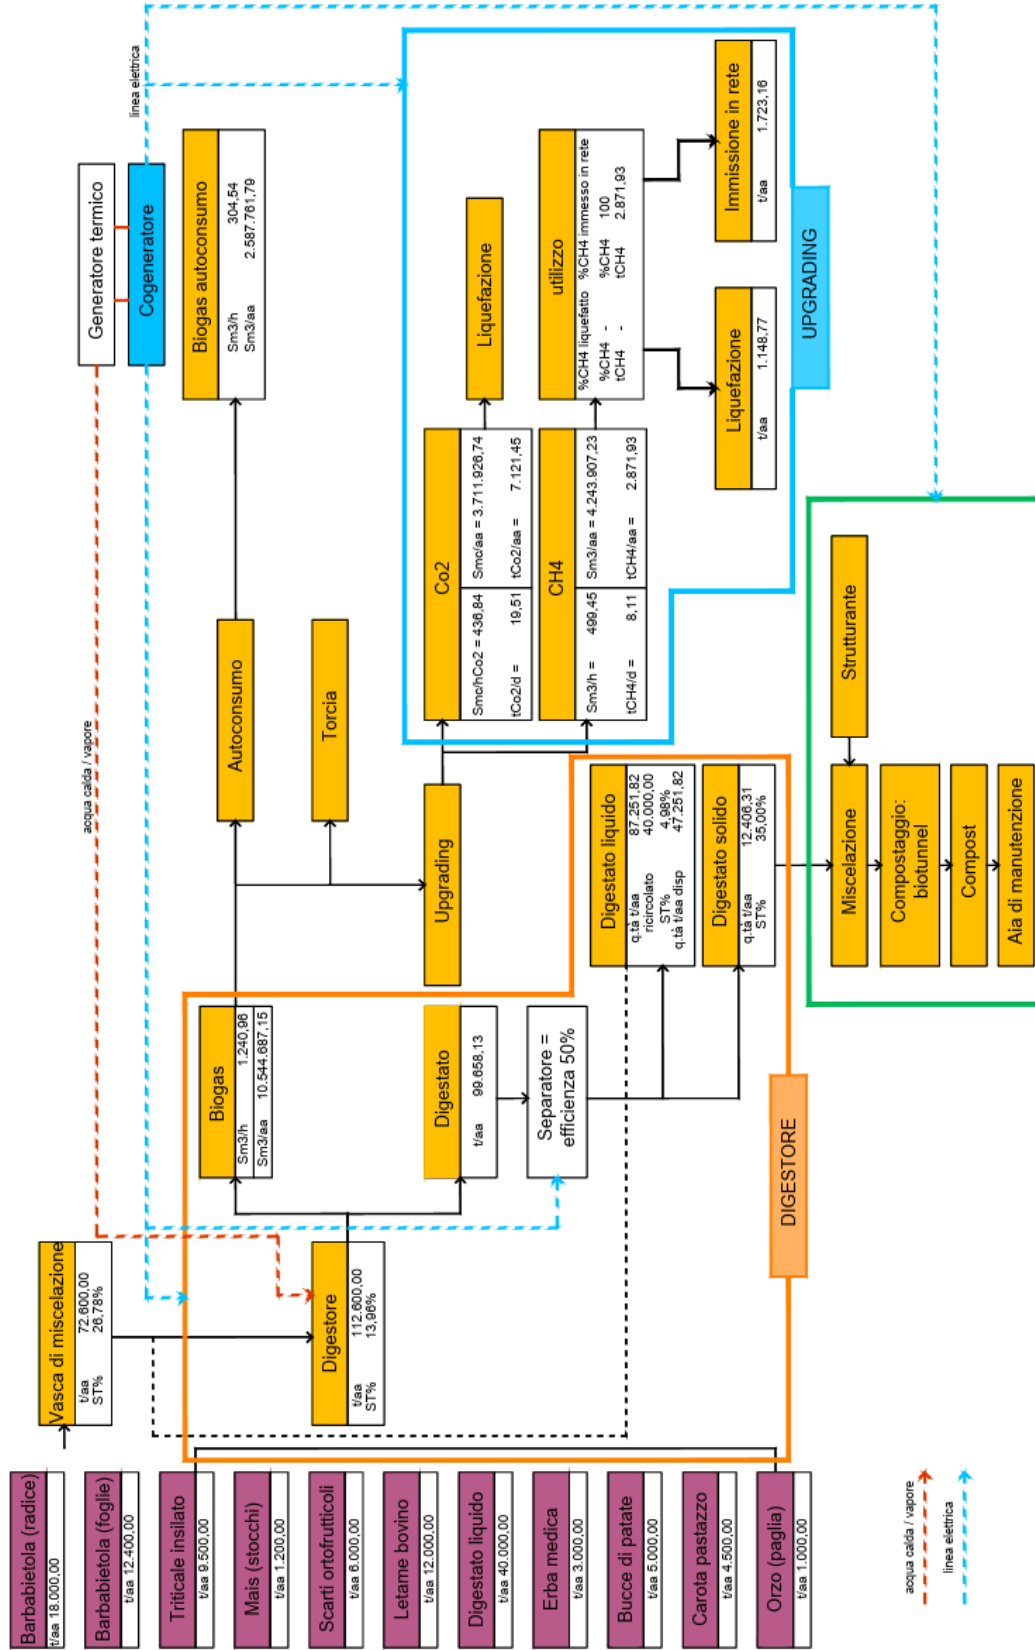 Barbabietola (radice)
t/aa 18.000,00
Barbabietola (foglie)
t/aa 12.400,00
Triticale insilato
t/aa 9.500,00
Mais (stocchi)
t/aa 1.200,00
Scarti ortofrutticoli
t/aa 6.000,00
Letame bovino
t/aa 12.000,00
Digestato liquido
t/aa 40.000,00
Erba medica
t/aa 3.000,00
Bucce di patate
t/aa 5.000,00
Carota pastazzo
t/aa 4.500,00
Orzo (paglia)
t/aa 1.000,00
acqua calda / vapore
linea elettrica
Vasca di miscelazione
t/aa 72.600,00
ST% 26,78%
Digestore
t/aa 112.600,00
ST% 13,96%
Biogas
Sm3/h 1.240,96
Sm3/aa 10.544.687,15
Digestato
t/aa 99.658,13
Separatore =
efficienza 50%
DIGESTORE
Digestato liquido
q.tà t/aa 87.251,82
ricircolato 40.000,00
ST% 4,98%
q.tà t/aa disp 47.251,82
Digestato solido
q.tà t/aa 12.406,31
ST% 35,00%
Autoconsumo
Torcia
Upgrading
acqua calda / vapore
Miscelazione
Strutturante
Compostaggio:
biotunnel
Compost
Aia di manutenzione
Co2
Smc/hCo2 = 436,84 Smc/aa = 3.711.926,74
tCo2/d = 19,51 tCo2/aa = 7.121,45
CH4
Sm3/h = 499,45 Sm3/aa = 4.243.907,23
tCH4/d = 8,11 tCH4/aa = 2.871,93
Liquefazione
utilizzo
%CH4 liquefatto %CH4 immesso in rete
%CH4 - %CH4 100
tCH4 - tCH4 2.871,93
Liquefazione
t/aa 1.148,77
Immissione in rete
t/aa 1.723,16
UPGRADING
Generatore termico
Cogeneratore
Biogas autoconsumo
Sm3/h 304,54
Sm3/aa 2.587.761,79
linea elettrica